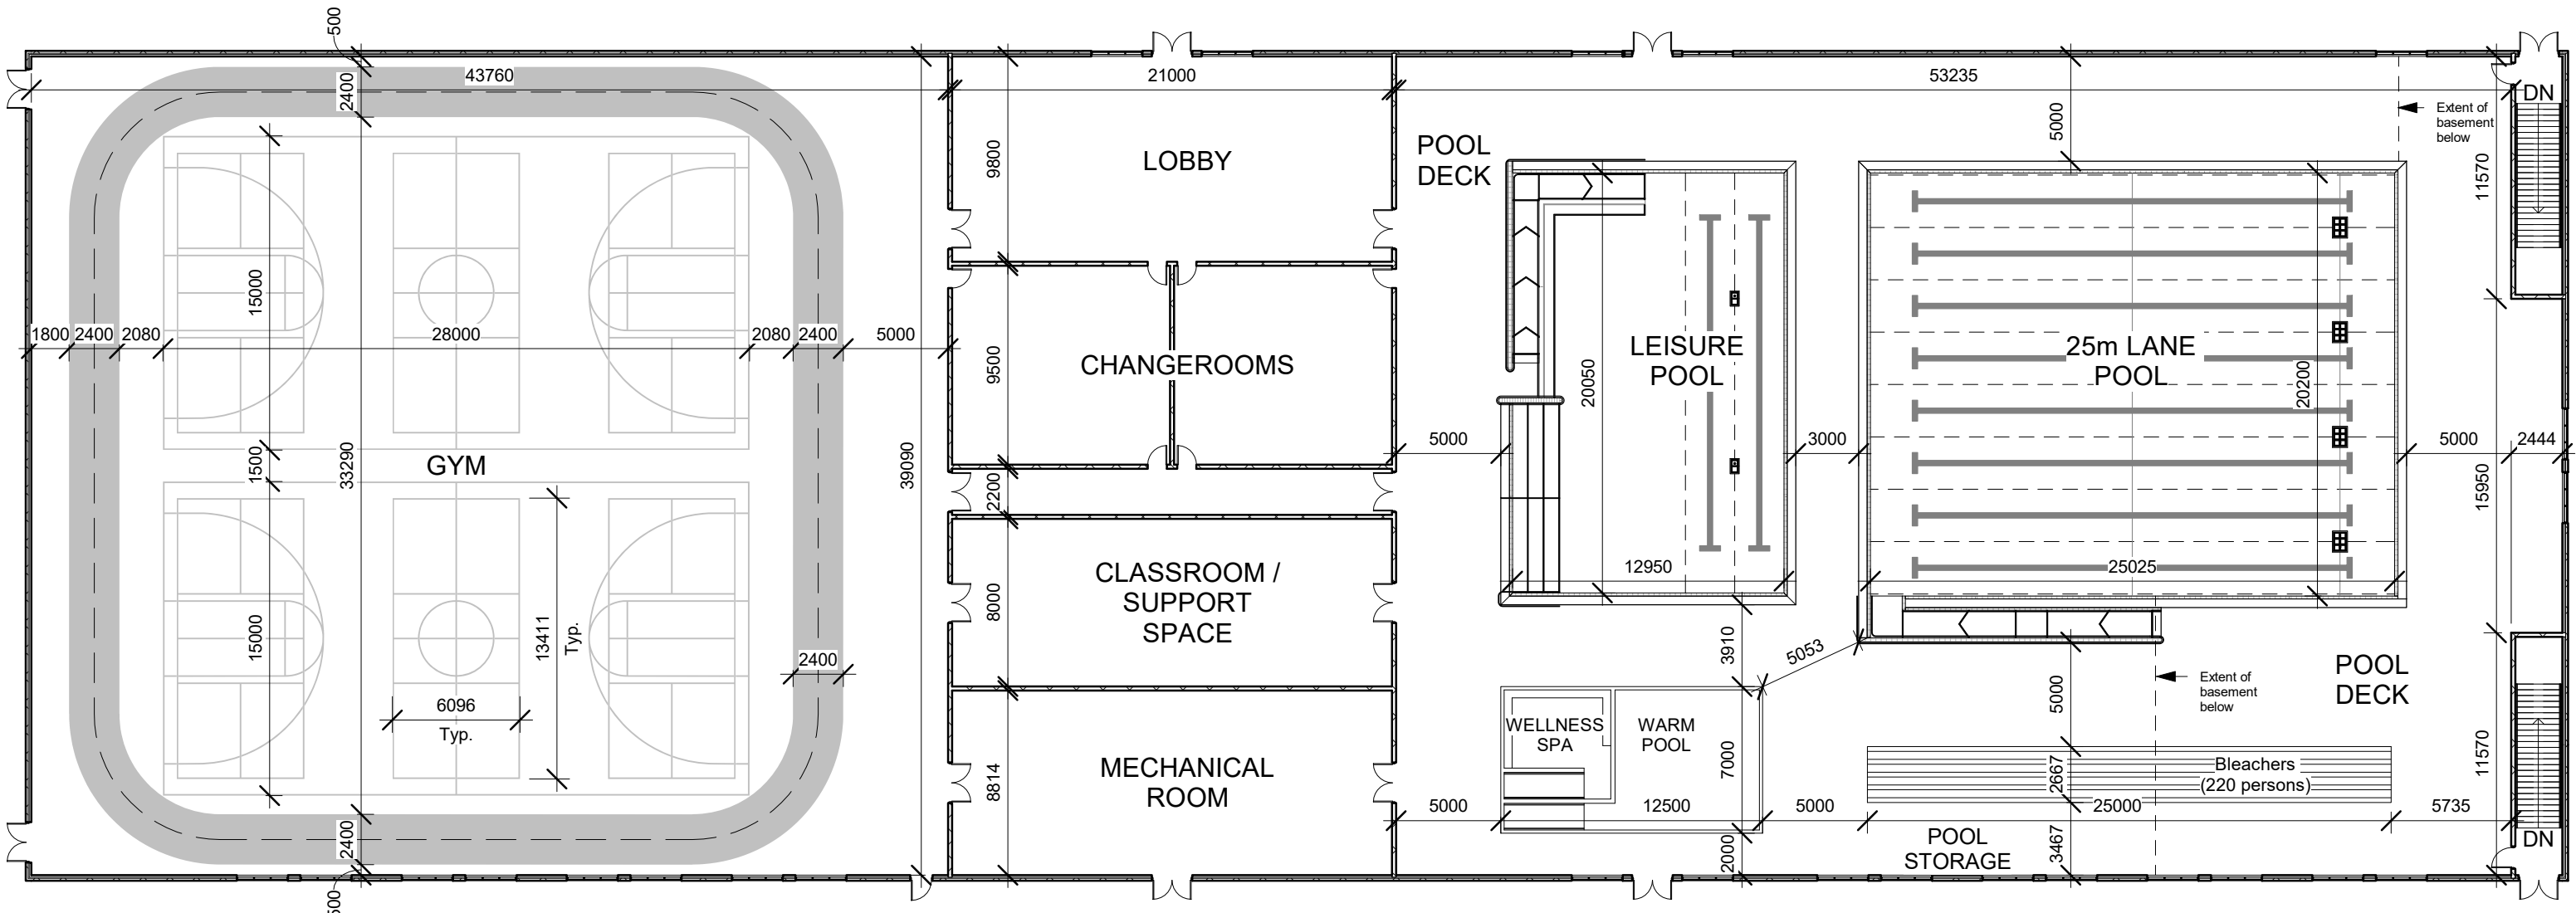 500
43760
21000
53235
DN
2400
Extent of
basement
below
5000
POOL
DECK
LOBBY
9800
11570
15000
1800
2400
2080
28000
2080
2400
5000
9500
CHANGEROOMS
LEISURE
POOL
20050
25m LANE
POOL
20200
5000
3000
5000
2444
1500
33290
GYM
39090
2200
15950
12950
25025
CLASSROOM /
SUPPORT
SPACE
8000
15000
13411
Typ.
2400
3910
5053
Extent of
basement
below
POOL
DECK
5000
6096
Typ.
WELLNESS
SPA
WARM
POOL
7000
MECHANICAL
ROOM
8814
Bleachers
(220 persons)
2667
11570
5000
12500
5000
25000
5735
2400
2000
POOL
STORAGE
3467
DN